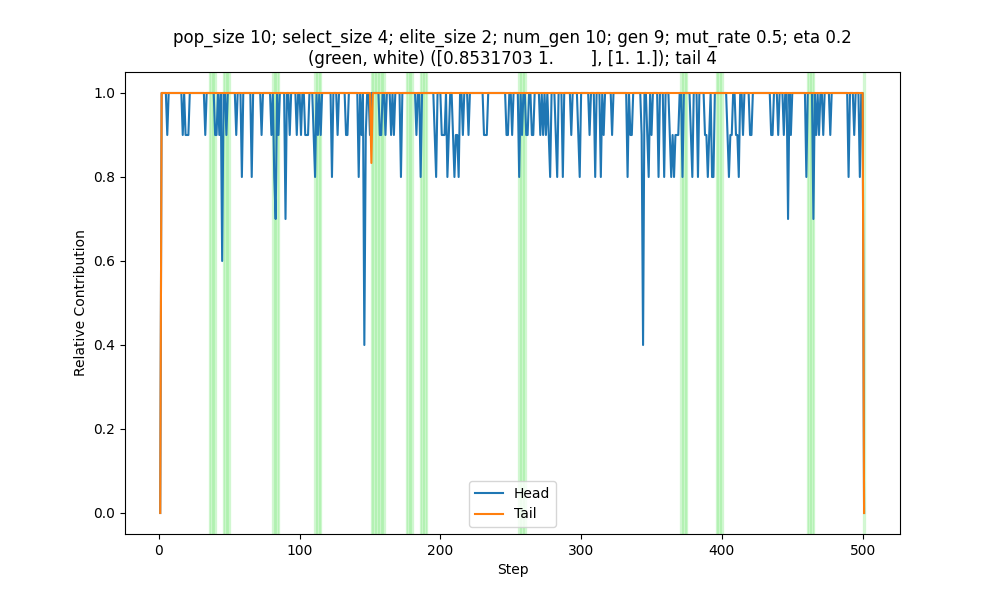 pop_size 10; select_size 4; elite_size 2; num_gen 10; gen 9; mut_rate 0.5; eta 0.2
(green, white) ([0.8531703 1.        ], [1. 1.]); tail 4
1.0
0.8
0.6
0.4
0.2
0.0
Relative Contribution
Head
Tail
0
100
200
300
400
500
Step